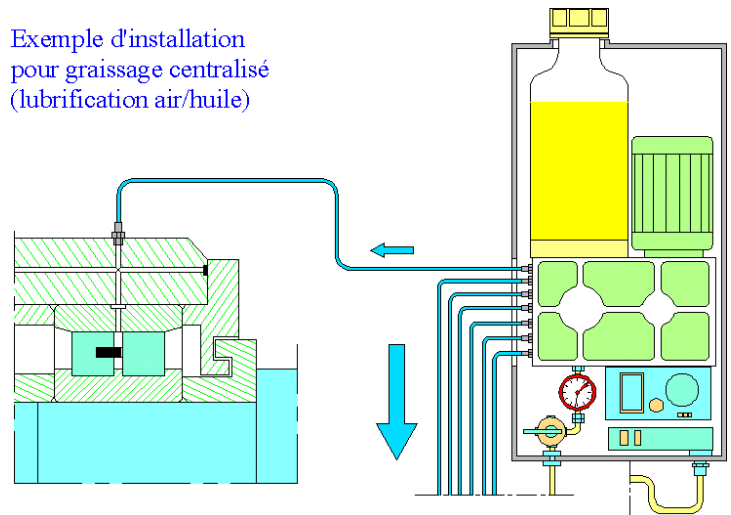 Exemple d'installation
pour graissage centralisé
(lubrification air/huile)